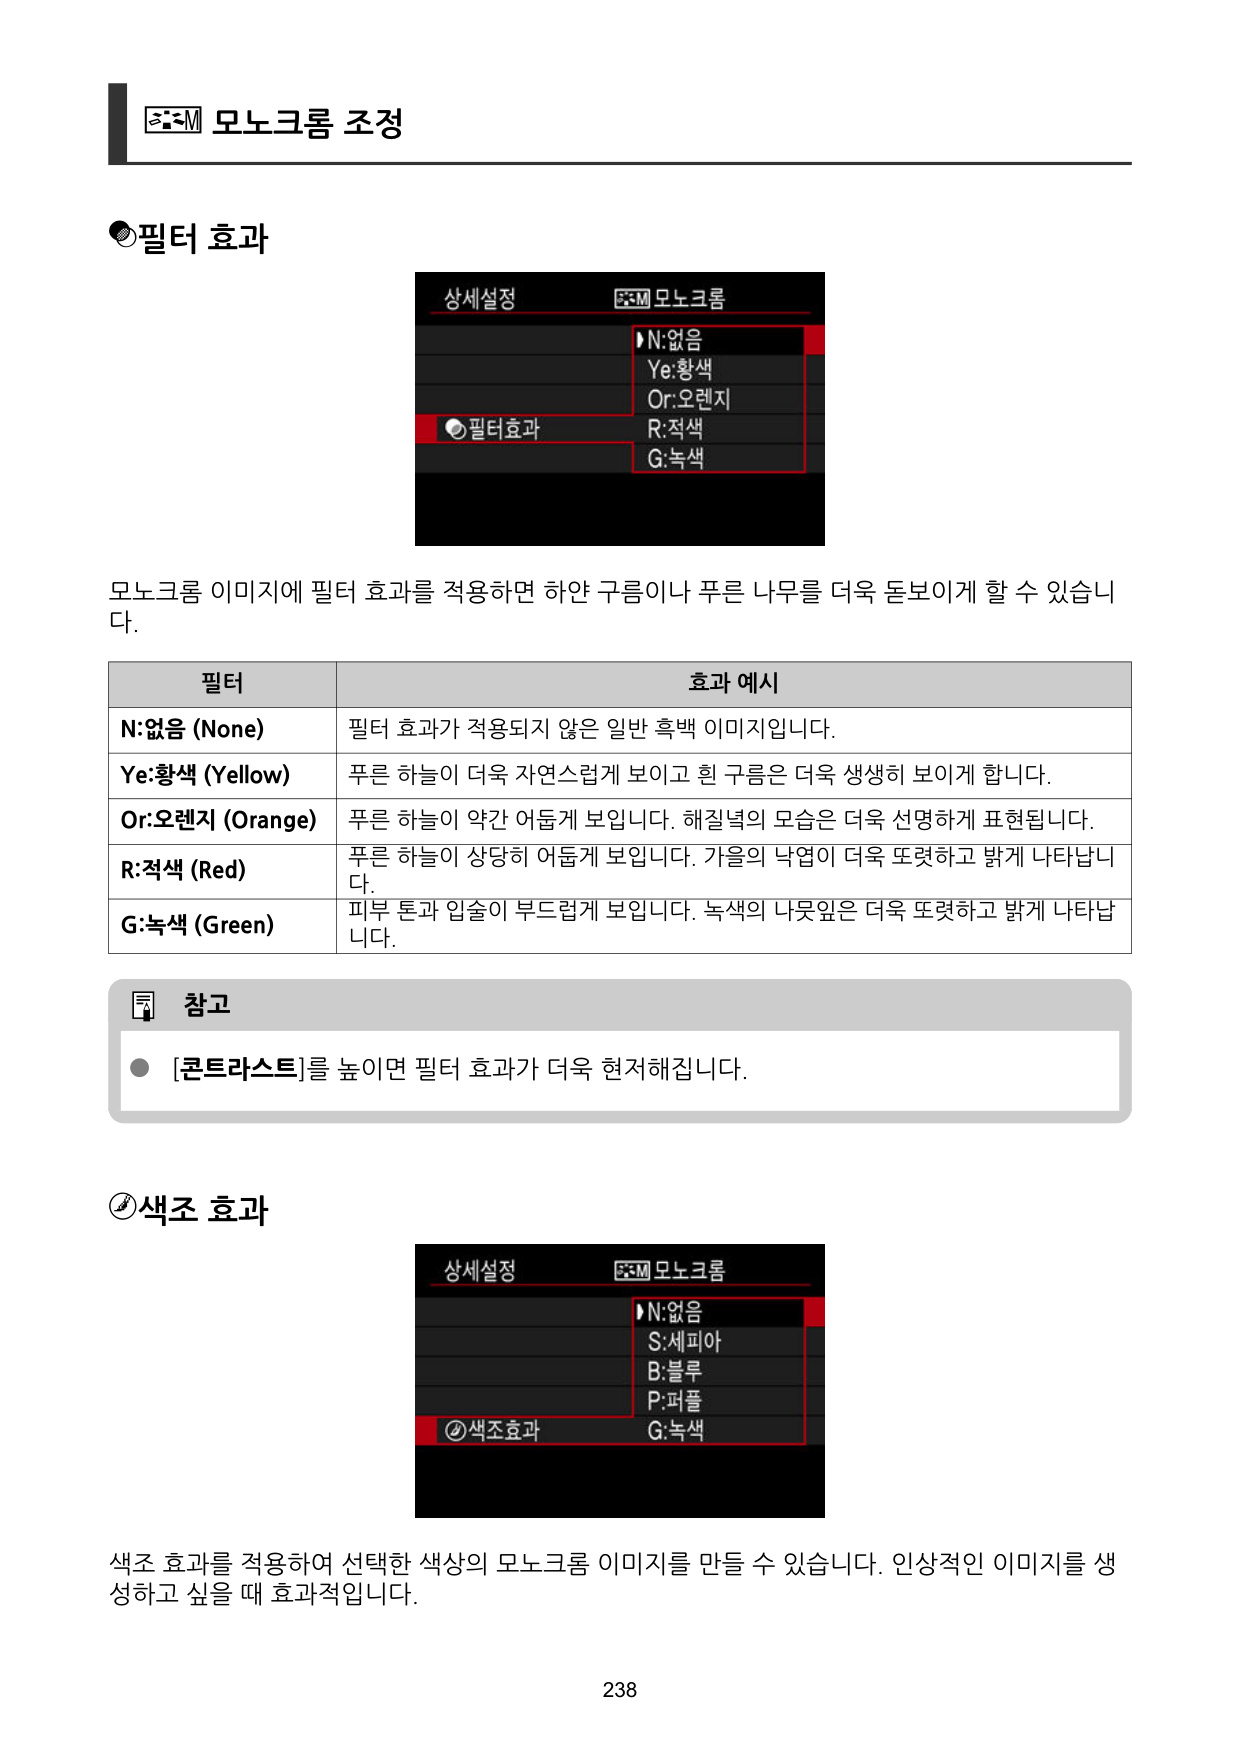 모노크롬 조정
필터 효과
상세설정 모노크롬
N:없음
Ye:황색
Or:오렌지
필터효과 R:적색
G:녹색
모노크롬 이미지에 필터 효과를 적용하면 하얀 구름이나 푸른 나무를 더욱 돋보이게 할 수 있습니
다.
필터 효과 예시
N:없음 (None) 필터 효과가 적용되지 않은 일반 흑백 이미지입니다.
Ye:황색 (Yellow) 푸른 하늘이 더욱 자연스럽게 보이고 흰 구름은 더욱 생생히 보이게 합니다.
Or:오렌지 (Orange) 푸른 하늘이 약간 어둡게 보입니다. 해질녘의 모습은 더욱 선명하게 표현됩니다.
R:적색 (Red) 푸른 하늘이 상당히 어둡게 보입니다. 가을의 낙엽이 더욱 또렷하고 밝게 나타납니
다.
G:녹색 (Green) 피부 톤과 입술이 부드럽게 보입니다. 녹색의 나뭇잎은 더욱 또렷하고 밝게 나타납
니다.
참고
● [콘트라스트]를 높이면 필터 효과가 더욱 현저해집니다.
색조 효과
상세설정 모노크롬
N:없음
S:세피아
B:블루
P:퍼플
색조효과 G:녹색
색조 효과를 적용하여 선택한 색상의 모노크롬 이미지를 만들 수 있습니다. 인상적인 이미지를 생
성하고 싶을 때 효과적입니다.
238